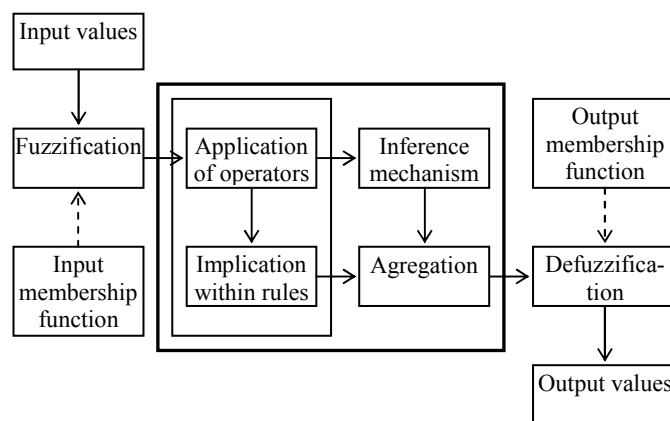 Input values
Fuzzification
Input
membership
function
Application
of operators
Implication
within rules
Inference
mechanism
Agregation
Output
membership
function
Defuzzifica-
tion
Output values